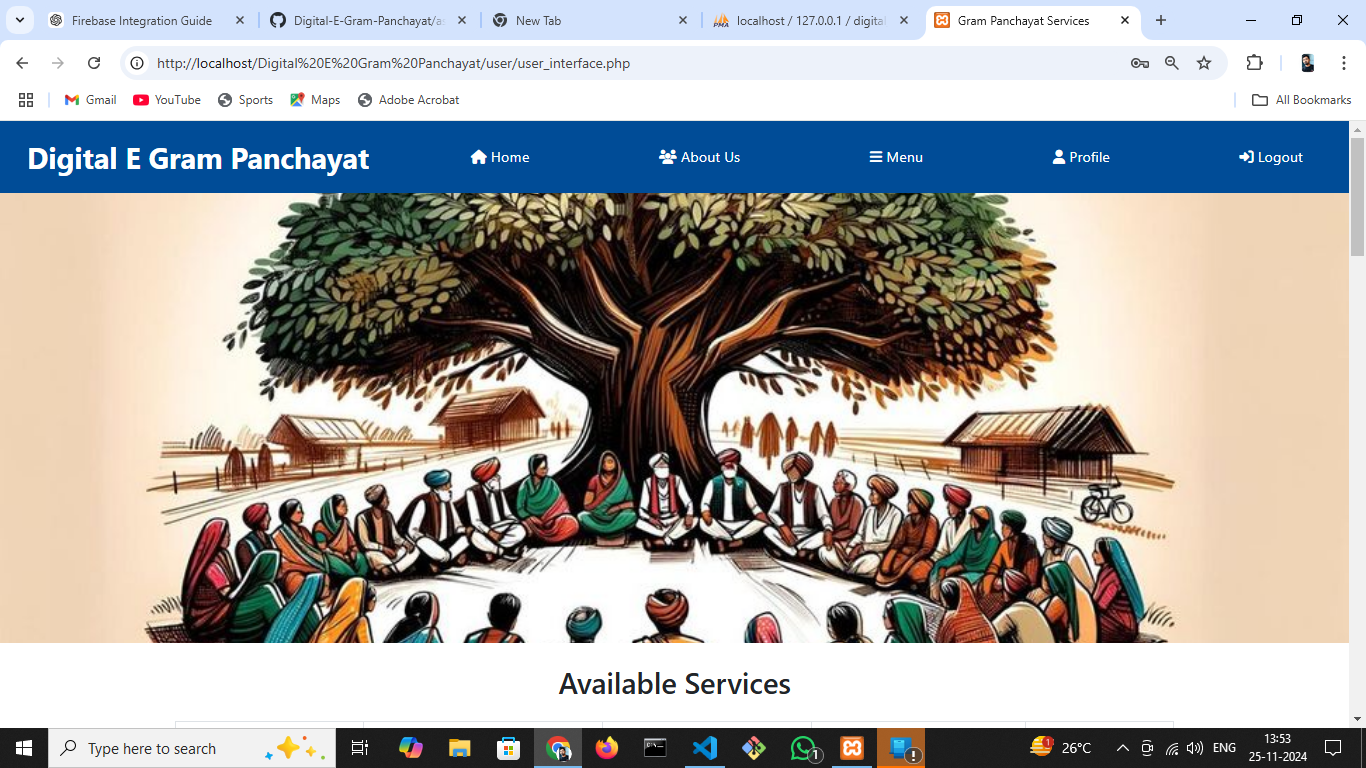 Firebase Integration Guide
Digital-E-Gram-Panchayat/as
New Tab
localhost / 127.0.0.1 / digital
Gram Panchayat Services
http://localhost/Digital%20E%20Gram%20Panchayat/user/user_interface.php
Gmail
YouTube
Sports
Maps
Adobe Acrobat
All Bookmarks
Digital E Gram Panchayat
Home
About Us
Menu
Profile
Logout
Available Services
Type here to search
1
1
26°C
ENG
13:53
25-11-2024